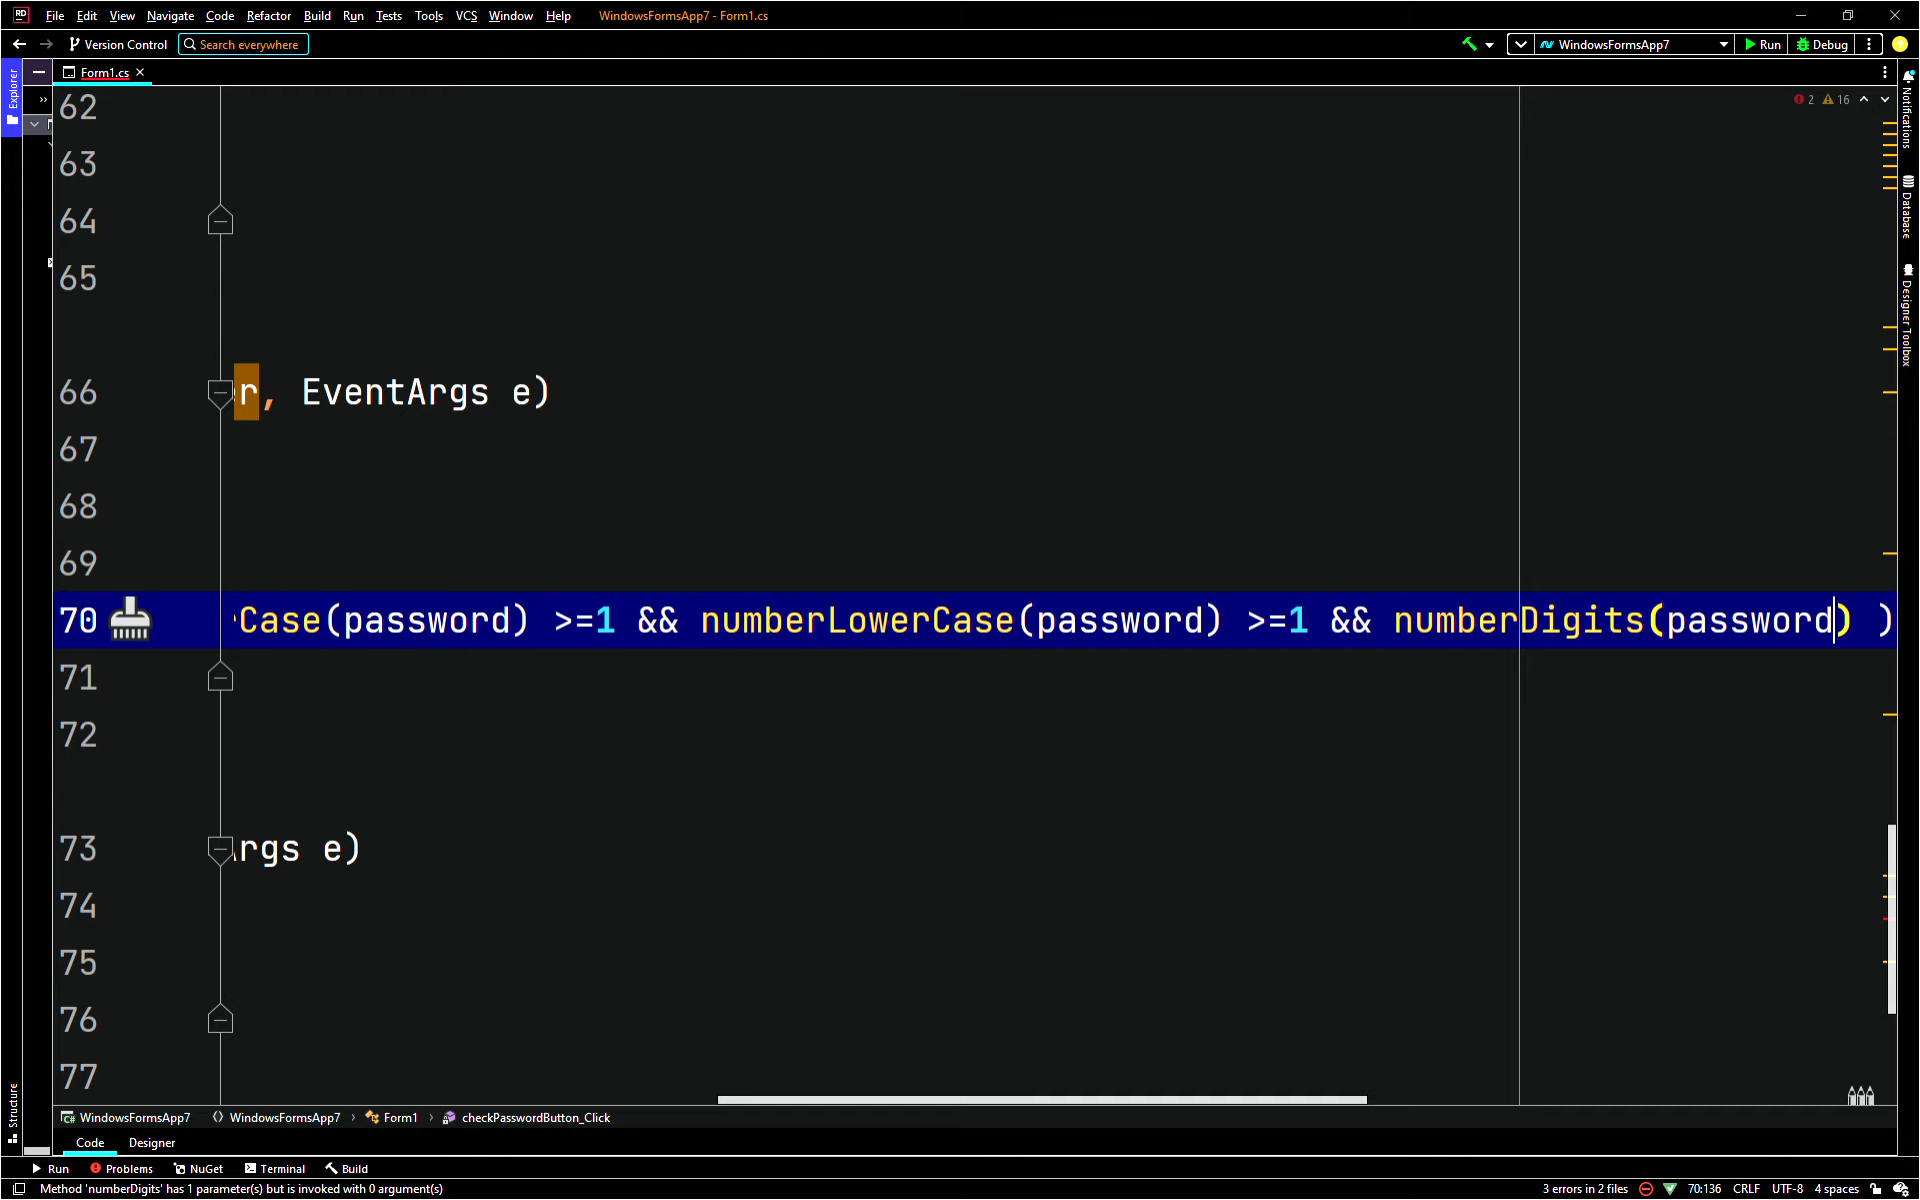 RD File Edit View Navigate Code Refactor Build Run Tests Tools VCS Window Help WindowsFormsApp7 - Form1.cs
Version Control Search everywhere WindowsFormsApp7 Run Debug
Explorer
Form1.cs
2 16
Notifications
Database
Designer Toolbox
62
63
64
65
66 r, EventArgs e)
67
68
69
70 rCase(password) >=1 && numberLowerCase(password) >=1 && numberDigits(password) )
71
72
73 Args e)
74
75
76
77
Structure
C# WindowsFormsApp7 WindowsFormsApp7 › Form1 › checkPasswordButton_Click
Code Designer
Run Problems NuGet Terminal Build
Method 'numberDigits' has 1 parameter(s) but is invoked with 0 argument(s) 3 errors in 2 files 70:136 CRLF UTF-8 4 spaces